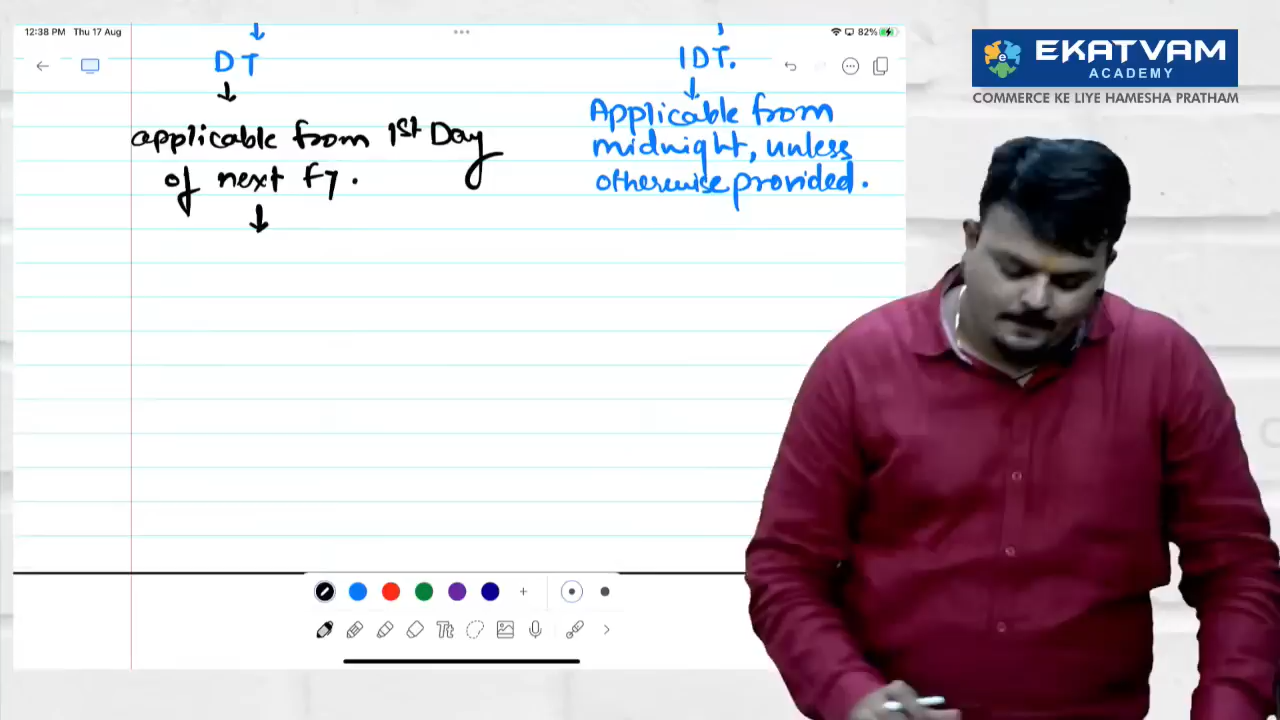 12:38 PM Thu 17 Aug
82%
DT
applicable from 1st Day
of next FY.
IDT.
Applicable from
midnight, unless
otherwise provided.
Tt
EKATVAM
ACADEMY
COMMERCE KE LIYE HAMESHA PRATHAM